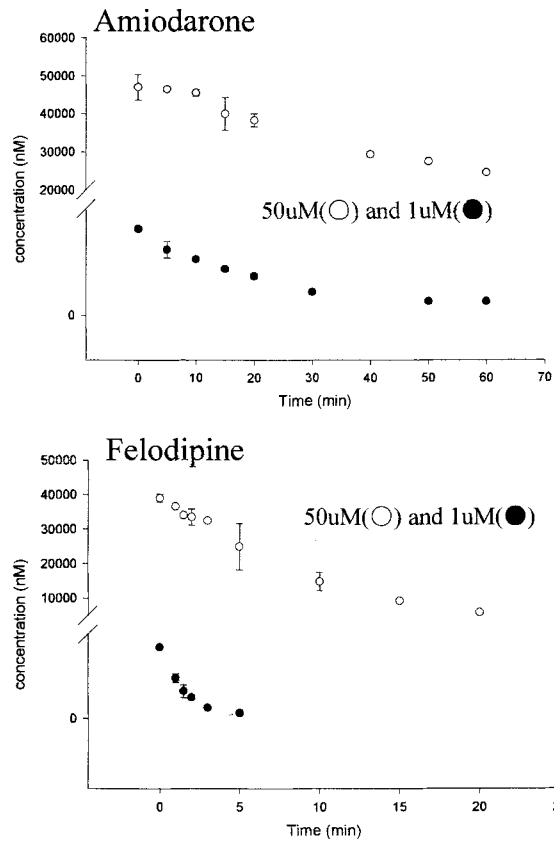 Amiodarone
60000
50000
40000
30000
20000
0
concentration (nM)
50uM(○) and 1uM(●)
0 10 20 30 40 50 60 70
Time (min)
Felodipine
50000
40000
30000
20000
10000
0
concentration (nM)
50uM(○) and 1uM(●)
0 5 10 15 20
Time (min)